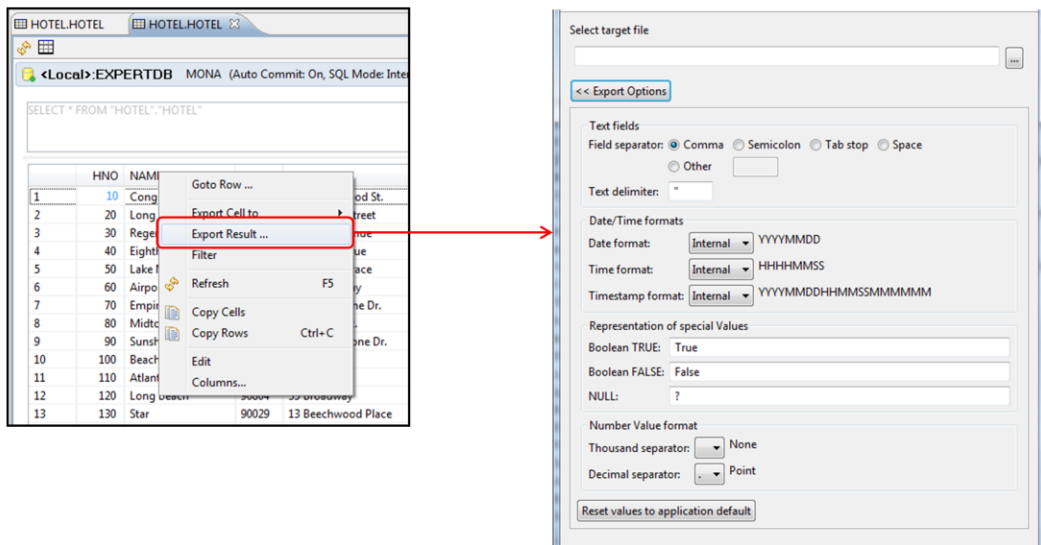 HOTEL.HOTEL HOTEL.HOTEL
<Local>:EXPERTDB MONA (Auto Commit: On, SQL Mode: Inter
SELECT * FROM "HOTEL"."HOTEL"
HNO NAM
1 10 Cong od St.
2 20 Long treet
3 30 Rege ue
4 40 Eighth ue
5 50 Lake ace
6 60 Airpo y
7 70 Empir ne Dr.
8 80 Midto .
9 90 Sunsh one Dr.
10 100 Beach
11 110 Atlant
12 120 Long Beach 90804 35 Broadway
13 130 Star 90029 13 Beechwood Place
Goto Row ...
Export Cell to
Export Result ...
Filter
Refresh F5
Copy Cells
Copy Rows Ctrl+C
Edit
Columns...
Select target file
...
<< Export Options
Text fields
Field separator: Comma Semicolon Tab stop Space
Other
Text delimiter: "
Date/Time formats
Date format: Internal YYYYMMDD
Time format: Internal HHHHMMSS
Timestamp format: Internal YYYYMMDDHHMMSSMMMMMM
Representation of special Values
Boolean TRUE: True
Boolean FALSE: False
NULL: ?
Number Value format
Thousand separator: None
Decimal separator: . Point
Reset values to application default